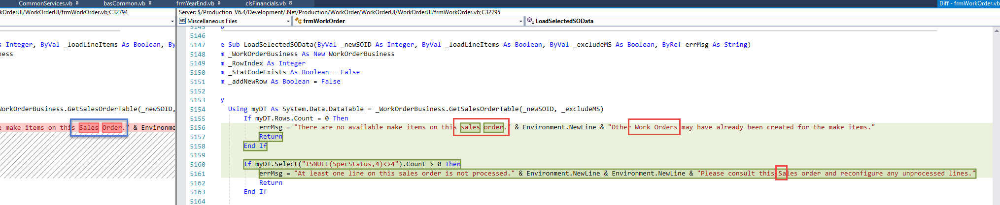 CommonServices.vb basCommon.vb frmYearEnd.vb clsFinancials.vb Diff - frmWorkOrder.vb
kOrderUI/WorkOrderUI/frmWorkOrder.vb;C32794 Server: $/Production_V6.4/Development/.Net/Production/WorkOrder/WorkOrderUI/WorkOrderUI/frmWorkOrder.vb;C32795
VB Miscellaneous Files frmWorkOrder LoadSelectedSOData
5145
5146
s Integer, ByVal _loadLineItems As Boolean, By 5147 e Sub LoadSelectedSOData(ByVal _newSOID As Integer, ByVal _loadLineItems As Boolean, ByVal _excludeMS As Boolean, ByRef errMsg As String)
ness 5148 m _WorkOrderBusiness As New WorkOrderBusiness
5149 m _RowIndex As Integer
5150 m _StatCodeExists As Boolean = False
5151 m _addNewRow As Boolean = False
5152
5153 y
WorkOrderBusiness.GetSalesOrderTable(_newSOID, 5154 Using myDT As System.Data.DataTable = _WorkOrderBusiness.GetSalesOrderTable(_newSOID, _excludeMS)
5155 If myDT.Rows.Count = 0 Then
e make items on this Sales Order." & Environme 5156 errMsg = "There are no available make items on this sales order." & Environment.NewLine & "Other Work Orders may have already been created for the make items."
5157 Return
5158 End If
5159
5160 If myDT.Select("ISNULL(SpecStatus,4)<>4").Count > 0 Then
5161 errMsg = "At least one line on this sales order is not processed." & Environment.NewLine & Environment.NewLine & "Please consult this Sales order and reconfigure any unprocessed lines."
5162 Return
5163 End If
5164